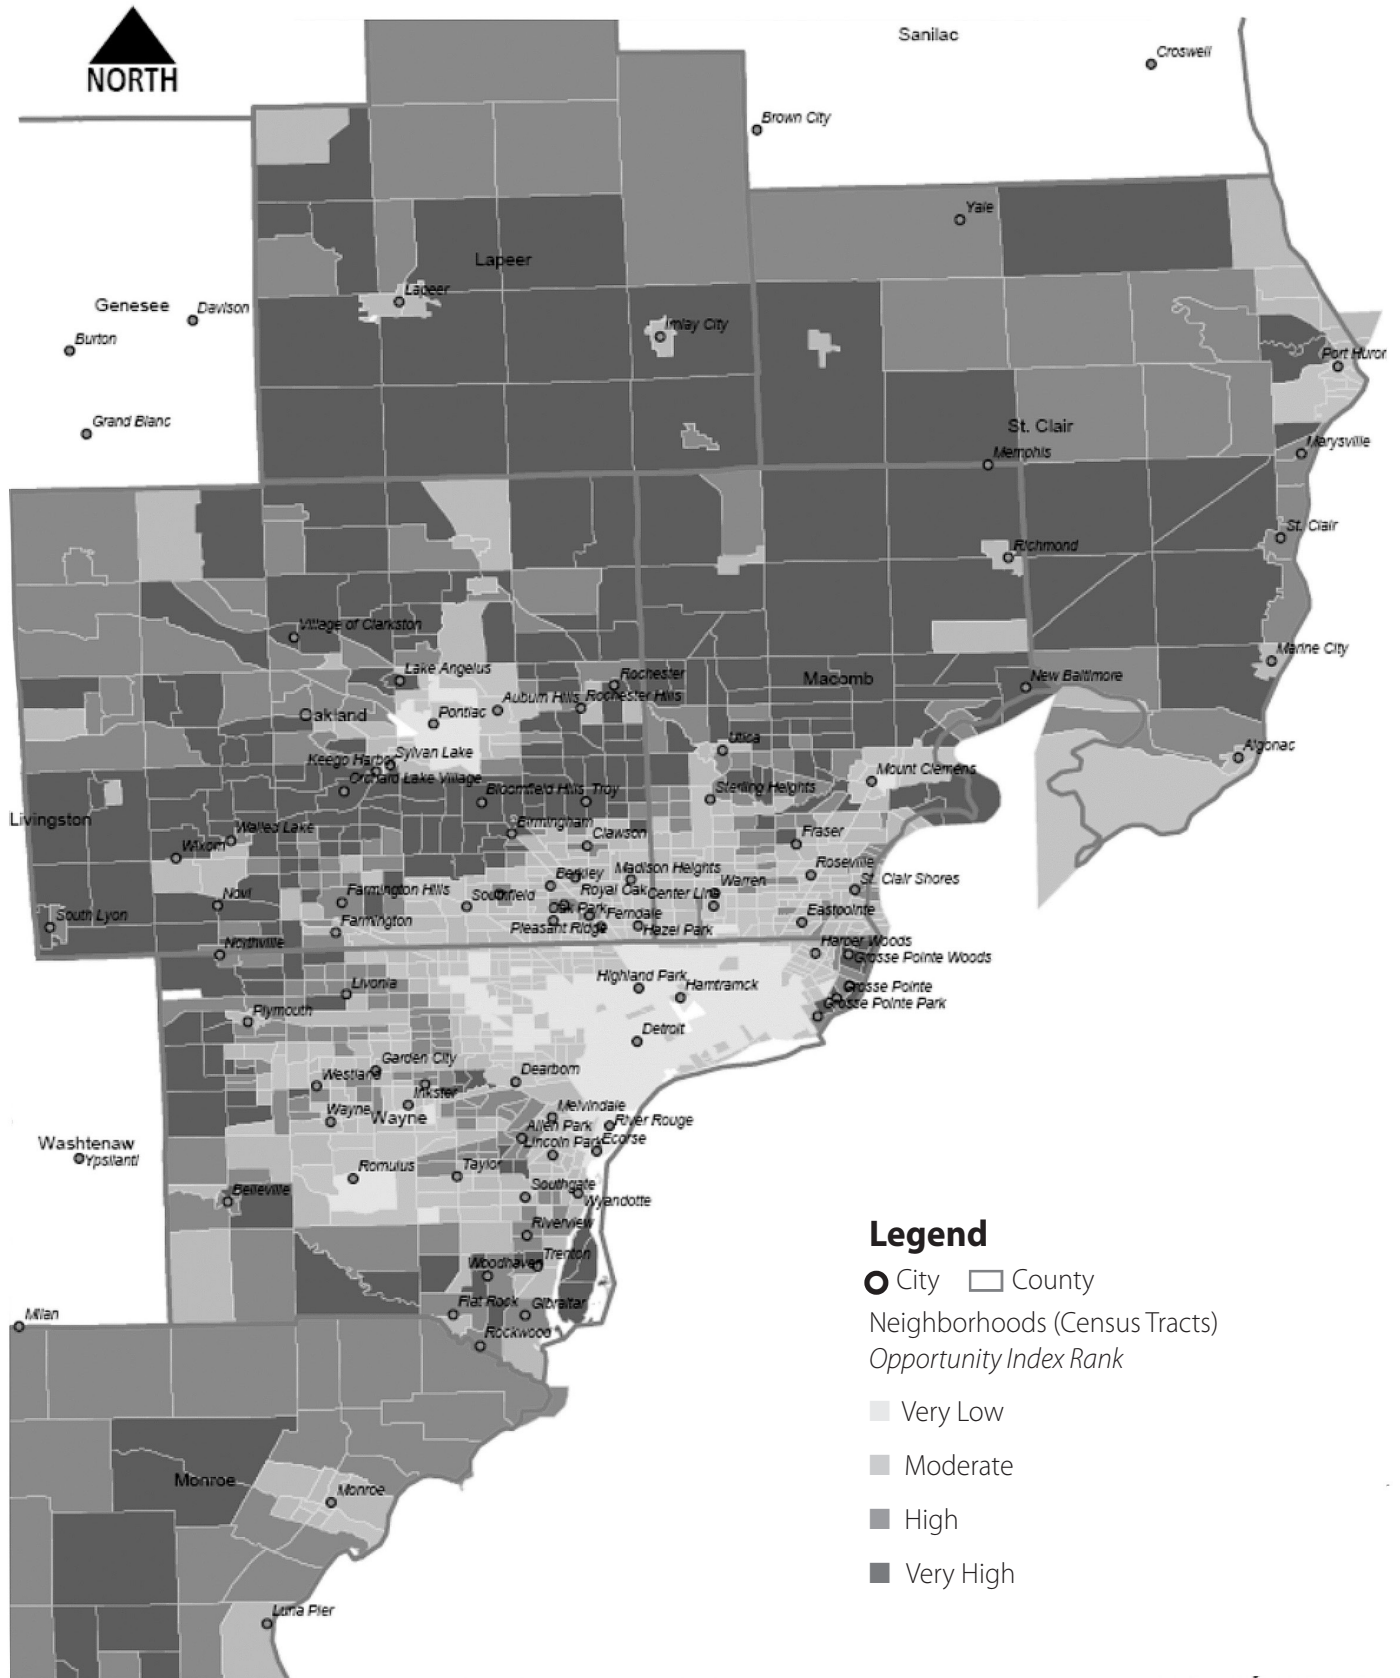 Sanilac
Croswell
NORTH
Brown City
Yale
Lapeer
Lapeer
Genesee
Davison
Burton
Imlay City
Port Huron
Grand Blanc
St. Clair
Marysville
Memphis
St. Clair
Richmond
Village of Clarkston
Marine City
Lake Angelus
Rochester
Macomb
New Baltimore
Auburn Hills
Rochester Hills
Oakland
Pontiac
Utica
Algonac
Sylvan Lake
Keego Harbor
Mount Clemens
Orchard Lake Village
Bloomfield Hills
Troy
Sterling Heights
Livingston
Walled Lake
Birmingham
Clawson
Fraser
Wixom
Madison Heights
Roseville
Berkley
St. Clair Shores
Warren
Farmington Hills
Royal Oak
Center Line
Novi
Southfield
Oak Park
Ferndale
Eastpointe
South Lyon
Farmington
Pleasant Ridge
Hazel Park
Northville
Harper Woods
Grosse Pointe Woods
Highland Park
Hamtramck
Livonia
Grosse Pointe
Grosse Pointe Park
Plymouth
Detroit
Garden City
Dearborn
Westland
Inkster
Wayne
Wayne
Melvindale
Allen Park
River Rouge
Lincoln Park
Ecorse
Washtenaw
Ypsilanti
Romulus
Taylor
Belleville
Southgate
Wyandotte
Riverview
Trenton
Woodhaven
Flat Rock
Gibraltar
Milan
Rockwood
Monroe
Monroe
Luna Pier
Legend
City
County
Neighborhoods (Census Tracts)
Opportunity Index Rank
Very Low
Moderate
High
Very High